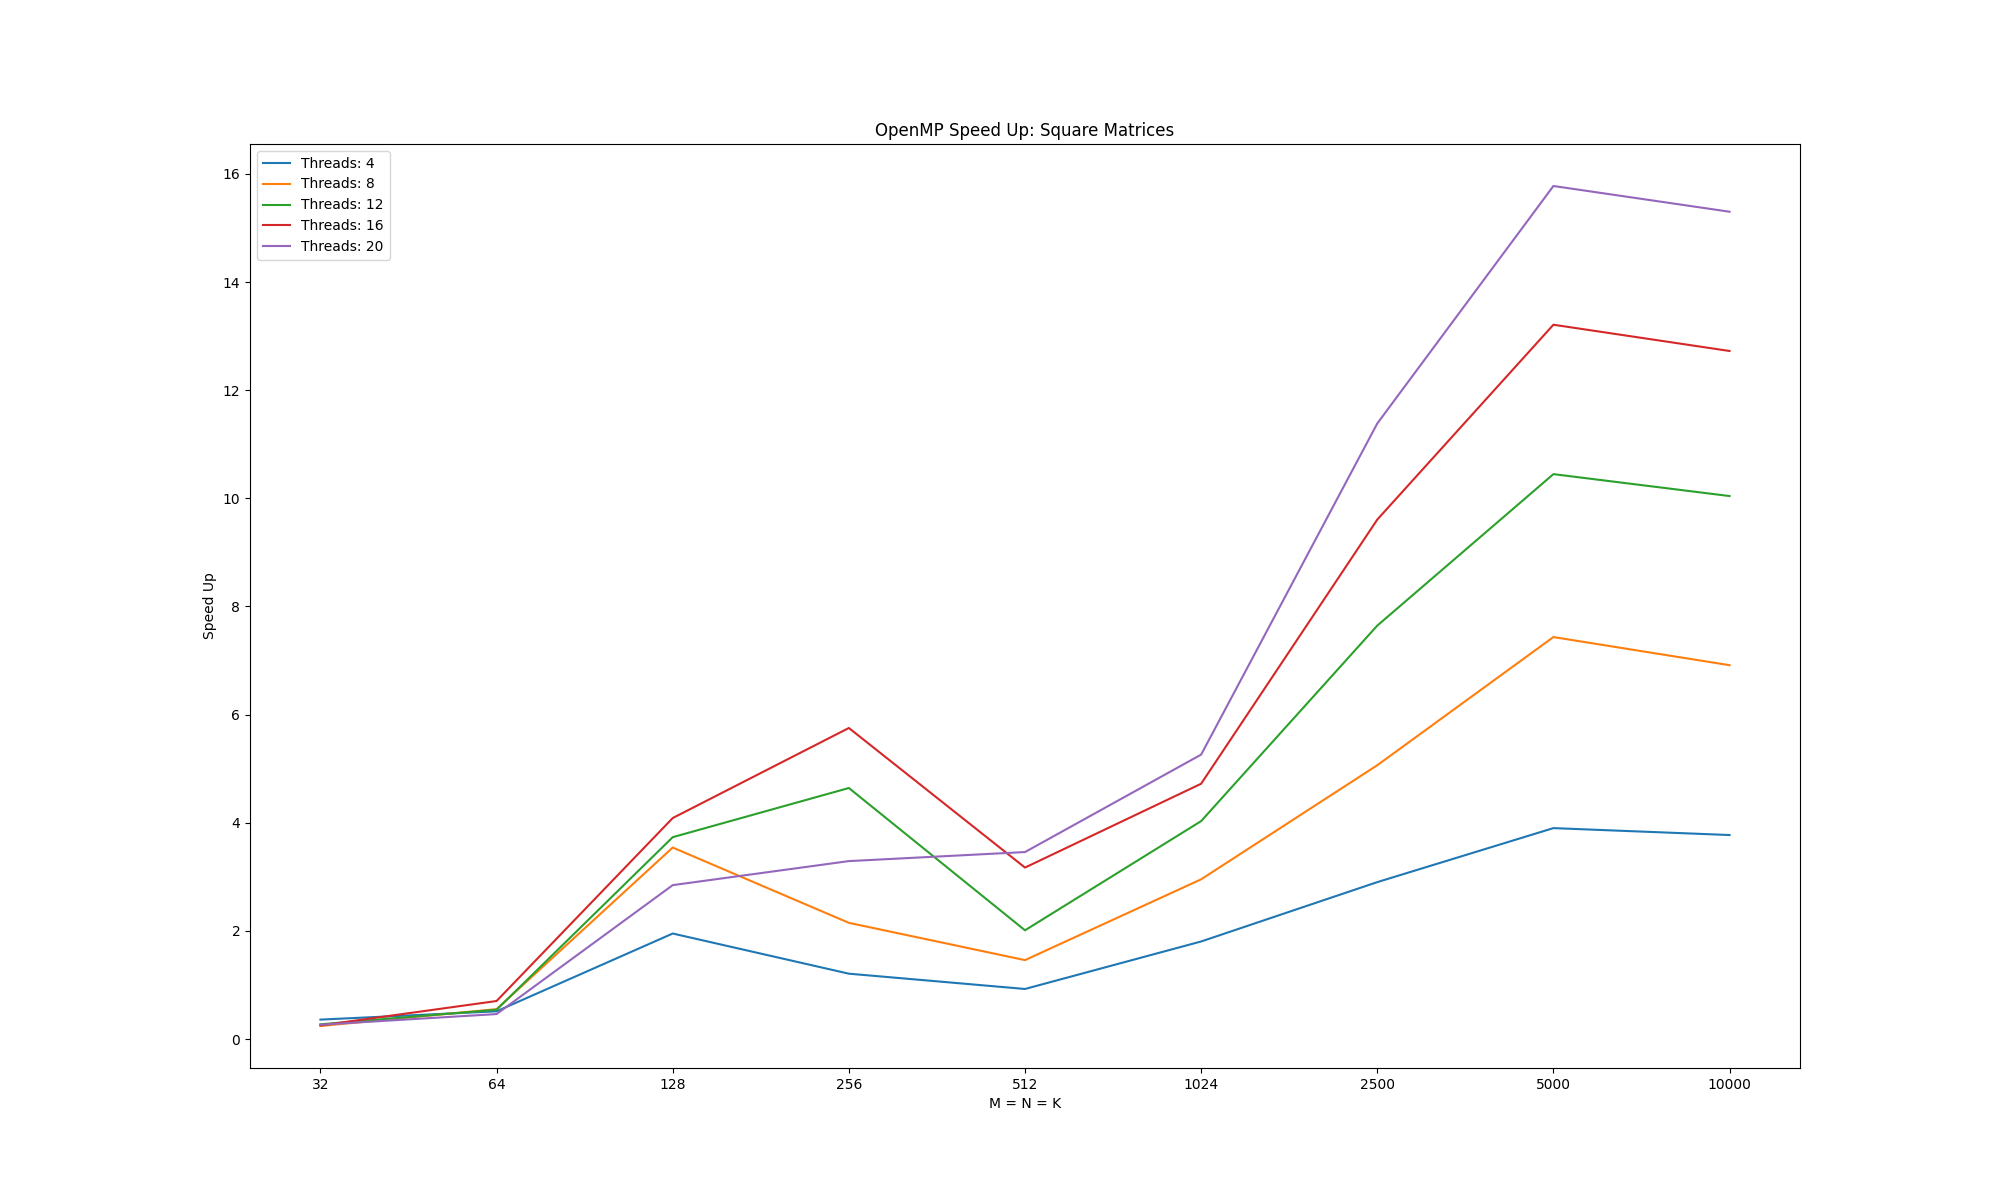 OpenMP Speed Up: Square Matrices
Threads: 4
Threads: 8
Threads: 12
Threads: 16
Threads: 20
16
14
12
10
8
6
4
2
0
Speed Up
32 64 128 256 512 1024 2500 5000 10000
M = N = K